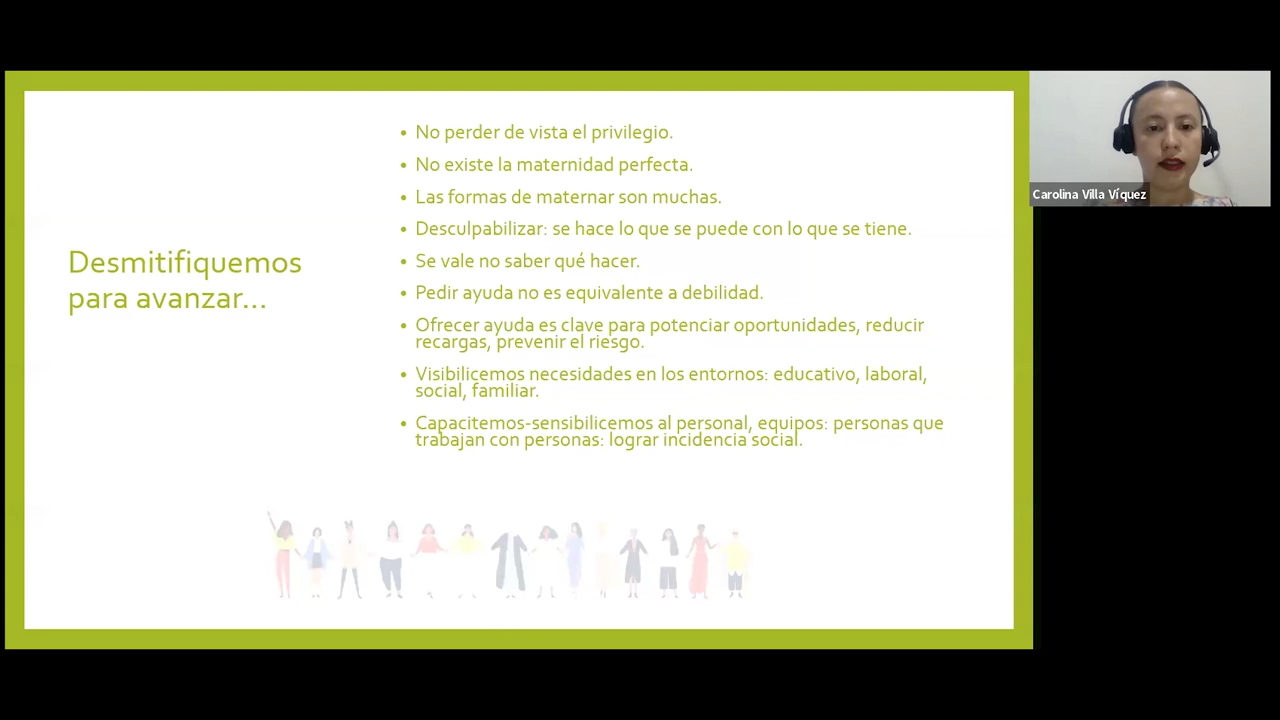 Desmitifiquemos
para avanzar...
• No perder de vista el privilegio.
• No existe la maternidad perfecta.
• Las formas de maternar son muchas.
• Desculpabilizar: se hace lo que se puede con lo que se tiene.
• Se vale no saber qué hacer.
• Pedir ayuda no es equivalente a debilidad.
• Ofrecer ayuda es clave para potenciar oportunidades, reducir
recargas, prevenir el riesgo.
• Visibilicemos necesidades en los entornos: educativo, laboral,
social, familiar.
• Capacitemos-sensibilicemos al personal, equipos: personas que
trabajan con personas: lograr incidencia social.
Carolina Villa Víquez